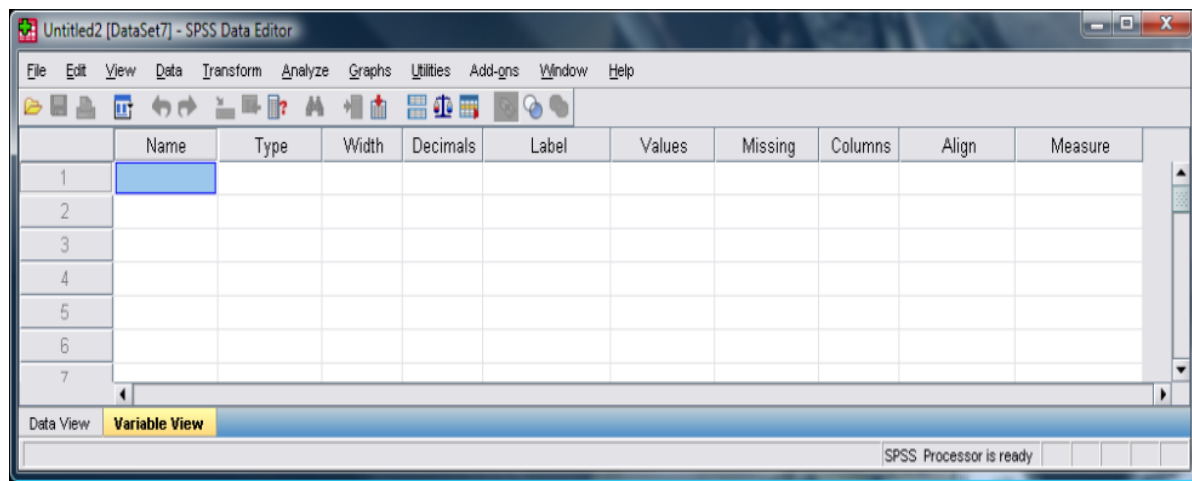 Untitled2 [DataSet7] - SPSS Data Editor
File Edit View Data Transform Analyze Graphs Utilities Add-ons Window Help
Name Type Width Decimals Label Values Missing Columns Align Measure
1
2
3
4
5
6
7
Data View Variable View
SPSS Processor is ready